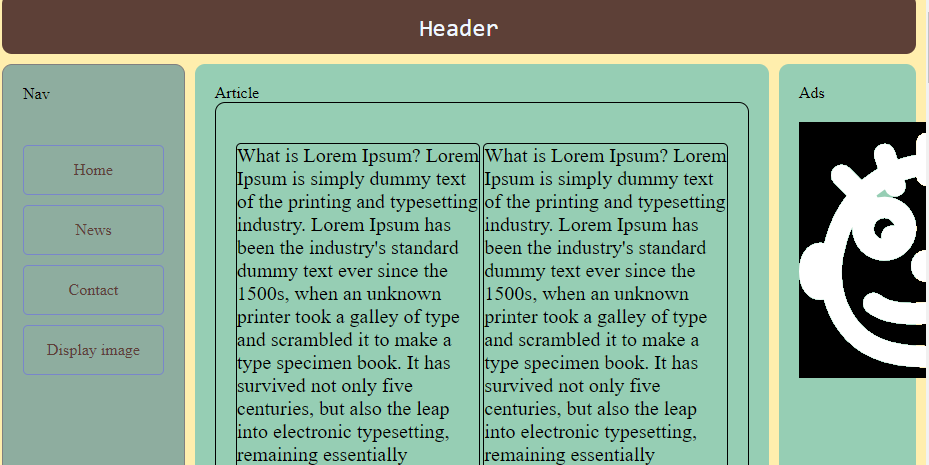 Header
Nav
Home
News
Contact
Display image
Article
What is Lorem Ipsum? Lorem
Ipsum is simply dummy text
of the printing and typesetting
industry. Lorem Ipsum has
been the industry's standard
dummy text ever since the
1500s, when an unknown
printer took a galley of type
and scrambled it to make a
type specimen book. It has
survived not only five
centuries, but also the leap
into electronic typesetting,
remaining essentially
What is Lorem Ipsum? Lorem
Ipsum is simply dummy text
of the printing and typesetting
industry. Lorem Ipsum has
been the industry's standard
dummy text ever since the
1500s, when an unknown
printer took a galley of type
and scrambled it to make a
type specimen book. It has
survived not only five
centuries, but also the leap
into electronic typesetting,
remaining essentially
Ads